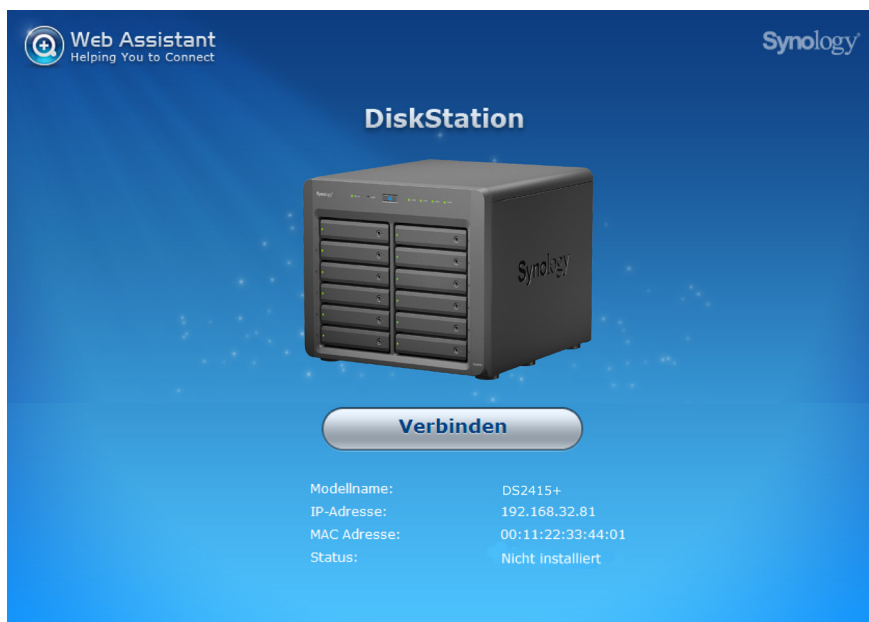 Web Assistant
Helping You to Connect
Synology
DiskStation
Synology
Synology
Verbinden
Modellname: DS2415+
IP-Adresse: 192.168.32.81
MAC Adresse: 00:11:22:33:44:01
Status: Nicht installiert